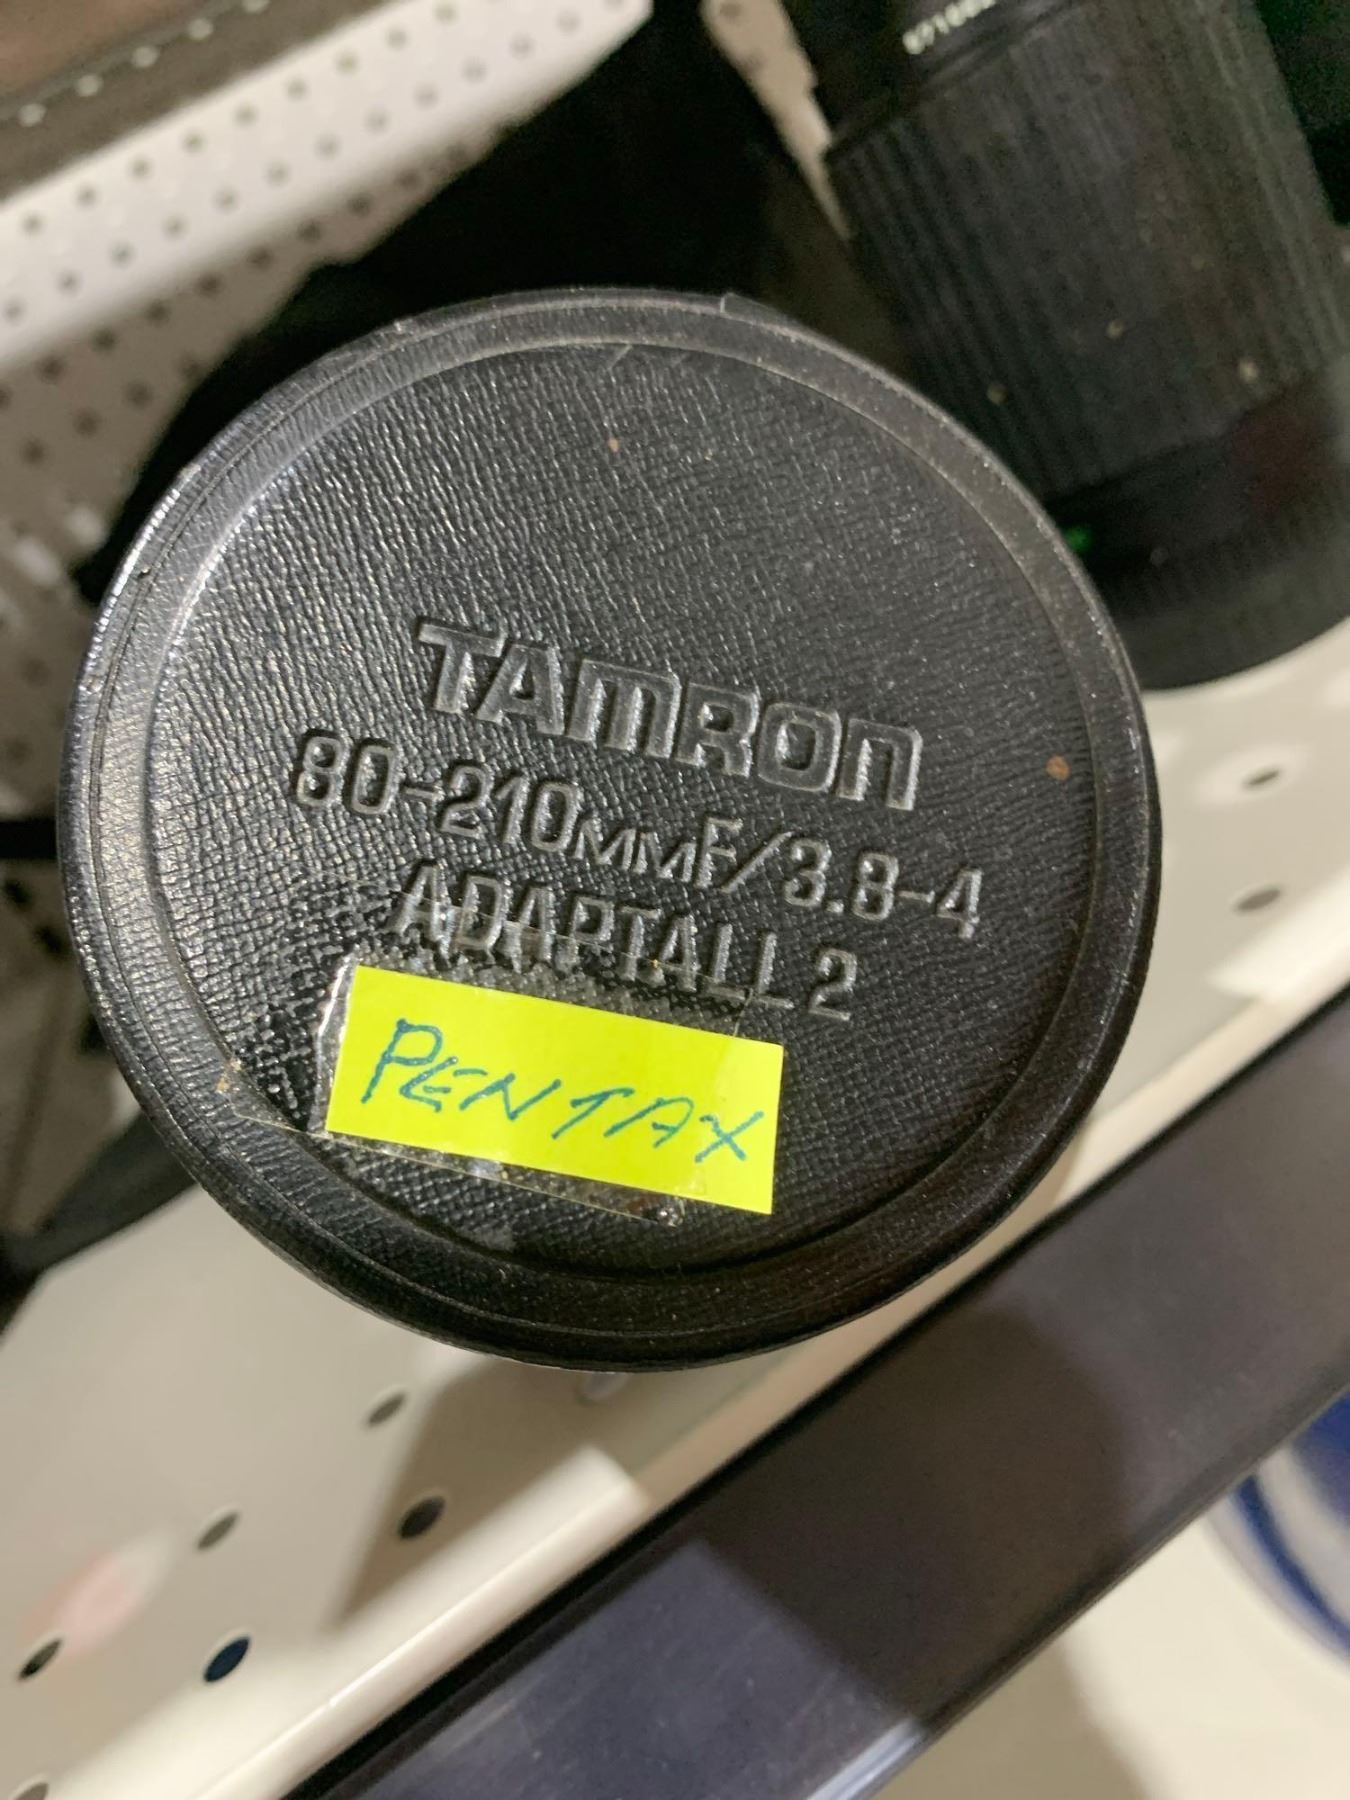 TAMRON
80-210MMF/3.8-4
ADAPTALL 2
PENTAX